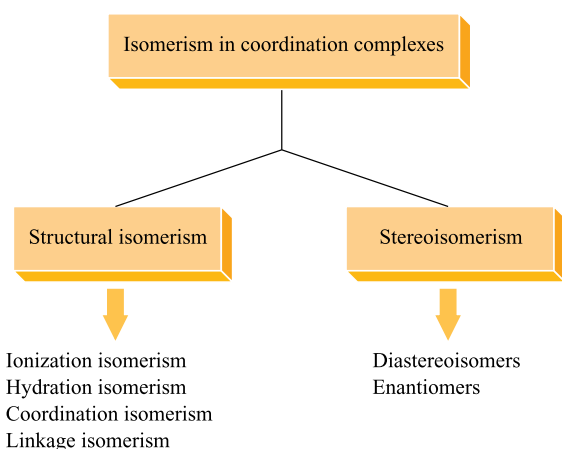 Isomerism in coordination complexes
Structural isomerism
Stereoisomerism
Ionization isomerism
Hydration isomerism
Coordination isomerism
Linkage isomerism
Diastereoisomers
Enantiomers